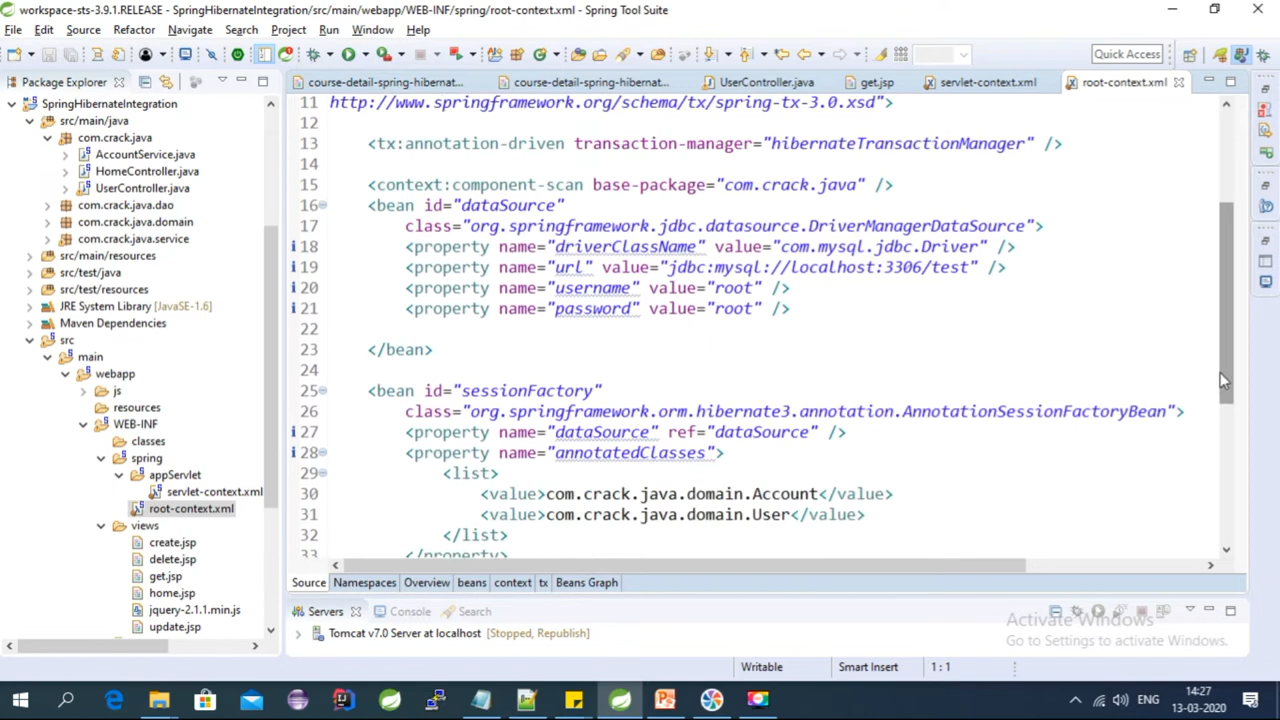 workspace-sts-3.9.1.RELEASE - SpringHibernateIntegration/src/main/webapp/WEB-INF/spring/root-context.xml - Spring Tool Suite
File Edit Source Refactor Navigate Search Project Run Window Help
Quick Access
Package Explorer
course-detail-spring-hibernat...
course-detail-spring-hibernat...
UserController.java
get.jsp
servlet-context.xml
root-context.xml
SpringHibernateIntegration
src/main/java
com.crack.java
AccountService.java
HomeController.java
UserController.java
com.crack.java.dao
com.crack.java.domain
com.crack.java.service
src/main/resources
src/test/java
src/test/resources
JRE System Library [JavaSE-1.6]
Maven Dependencies
src
main
webapp
js
resources
WEB-INF
classes
spring
appServlet
servlet-context.xml
root-context.xml
views
create.jsp
delete.jsp
get.jsp
home.jsp
jquery-2.1.1.min.js
update.jsp
11 http://www.springframework.org/schema/tx/spring-tx-3.0.xsd">
12
13 <tx:annotation-driven transaction-manager="hibernateTransactionManager" />
14
15 <context:component-scan base-package="com.crack.java" />
16 <bean id="dataSource"
17 class="org.springframework.jdbc.datasource.DriverManagerDataSource">
18 <property name="driverClassName" value="com.mysql.jdbc.Driver" />
19 <property name="url" value="jdbc:mysql://localhost:3306/test" />
20 <property name="username" value="root" />
21 <property name="password" value="root" />
22
23 </bean>
24
25 <bean id="sessionFactory"
26 class="org.springframework.orm.hibernate3.annotation.AnnotationSessionFactoryBean">
27 <property name="dataSource" ref="dataSource" />
28 <property name="annotatedClasses">
29 <list>
30 <value>com.crack.java.domain.Account</value>
31 <value>com.crack.java.domain.User</value>
32 </list>
33 </property>
Source Namespaces Overview beans context tx Beans Graph
Servers Console Search
Tomcat v7.0 Server at localhost [Stopped, Republish]
Activate Windows
Go to Settings to activate Windows.
Writable Smart Insert 1 : 1
ENG
14:27
13-03-2020